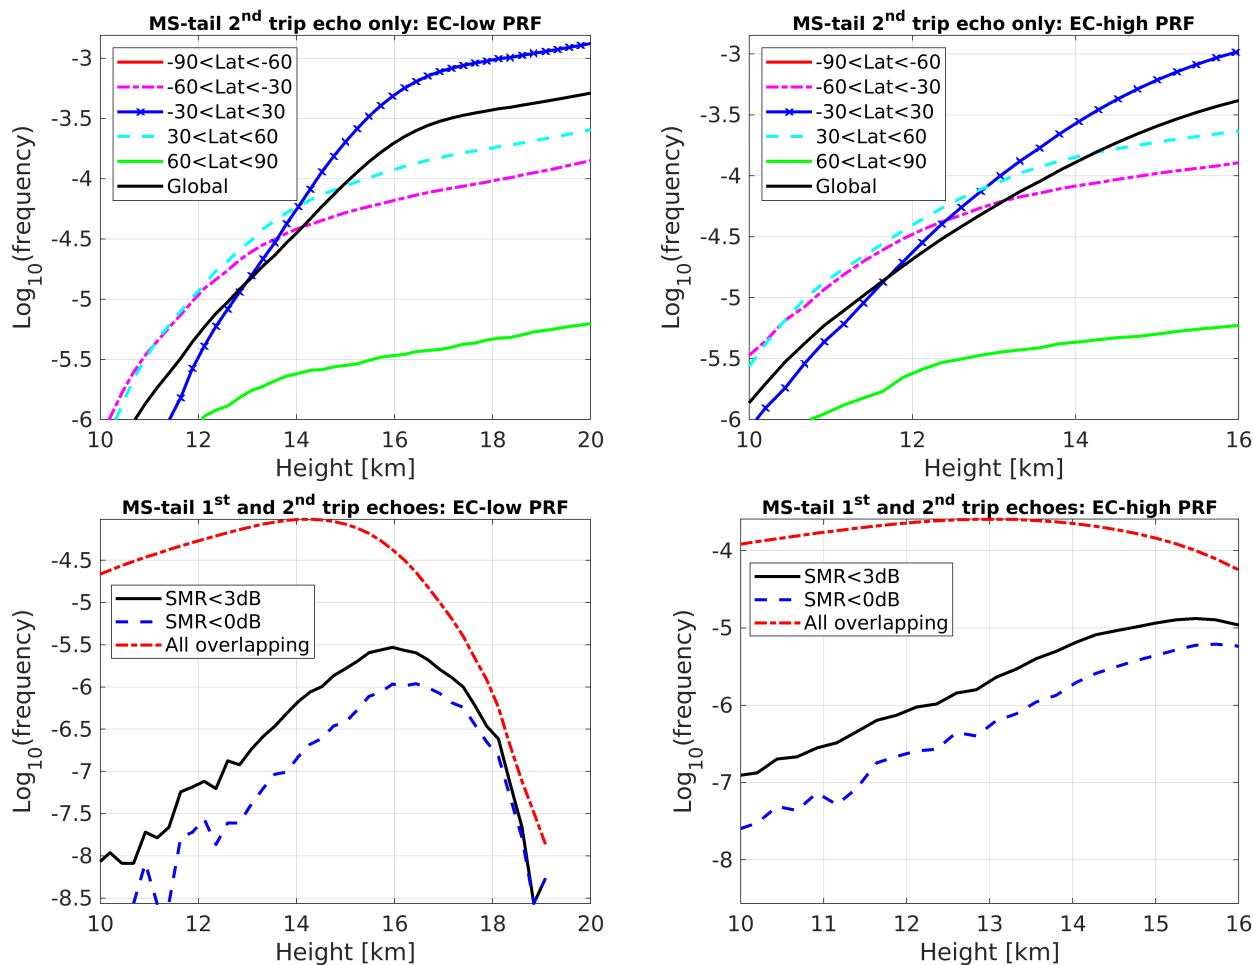 MS-tail 2nd trip echo only: EC-low PRF
-3
-3.5
-4
-4.5
-5
-5.5
-6
Log10(frequency)
-90<Lat<-60
-60<Lat<-30
-30<Lat<30
30<Lat<60
60<Lat<90
Global
10 12 14 16 18 20
Height [km]
MS-tail 2nd trip echo only: EC-high PRF
-3
-3.5
-4
-4.5
-5
-5.5
-6
Log10(frequency)
-90<Lat<-60
-60<Lat<-30
-30<Lat<30
30<Lat<60
60<Lat<90
Global
10 12 14 16
Height [km]
MS-tail 1st and 2nd trip echoes: EC-low PRF
-4.5
-5
-5.5
-6
-6.5
-7
-7.5
-8
-8.5
Log10(frequency)
SMR<3dB
SMR<0dB
All overlapping
10 12 14 16 18 20
Height [km]
MS-tail 1st and 2nd trip echoes: EC-high PRF
-4
-5
-6
-7
-8
Log10(frequency)
SMR<3dB
SMR<0dB
All overlapping
10 11 12 13 14 15 16
Height [km]